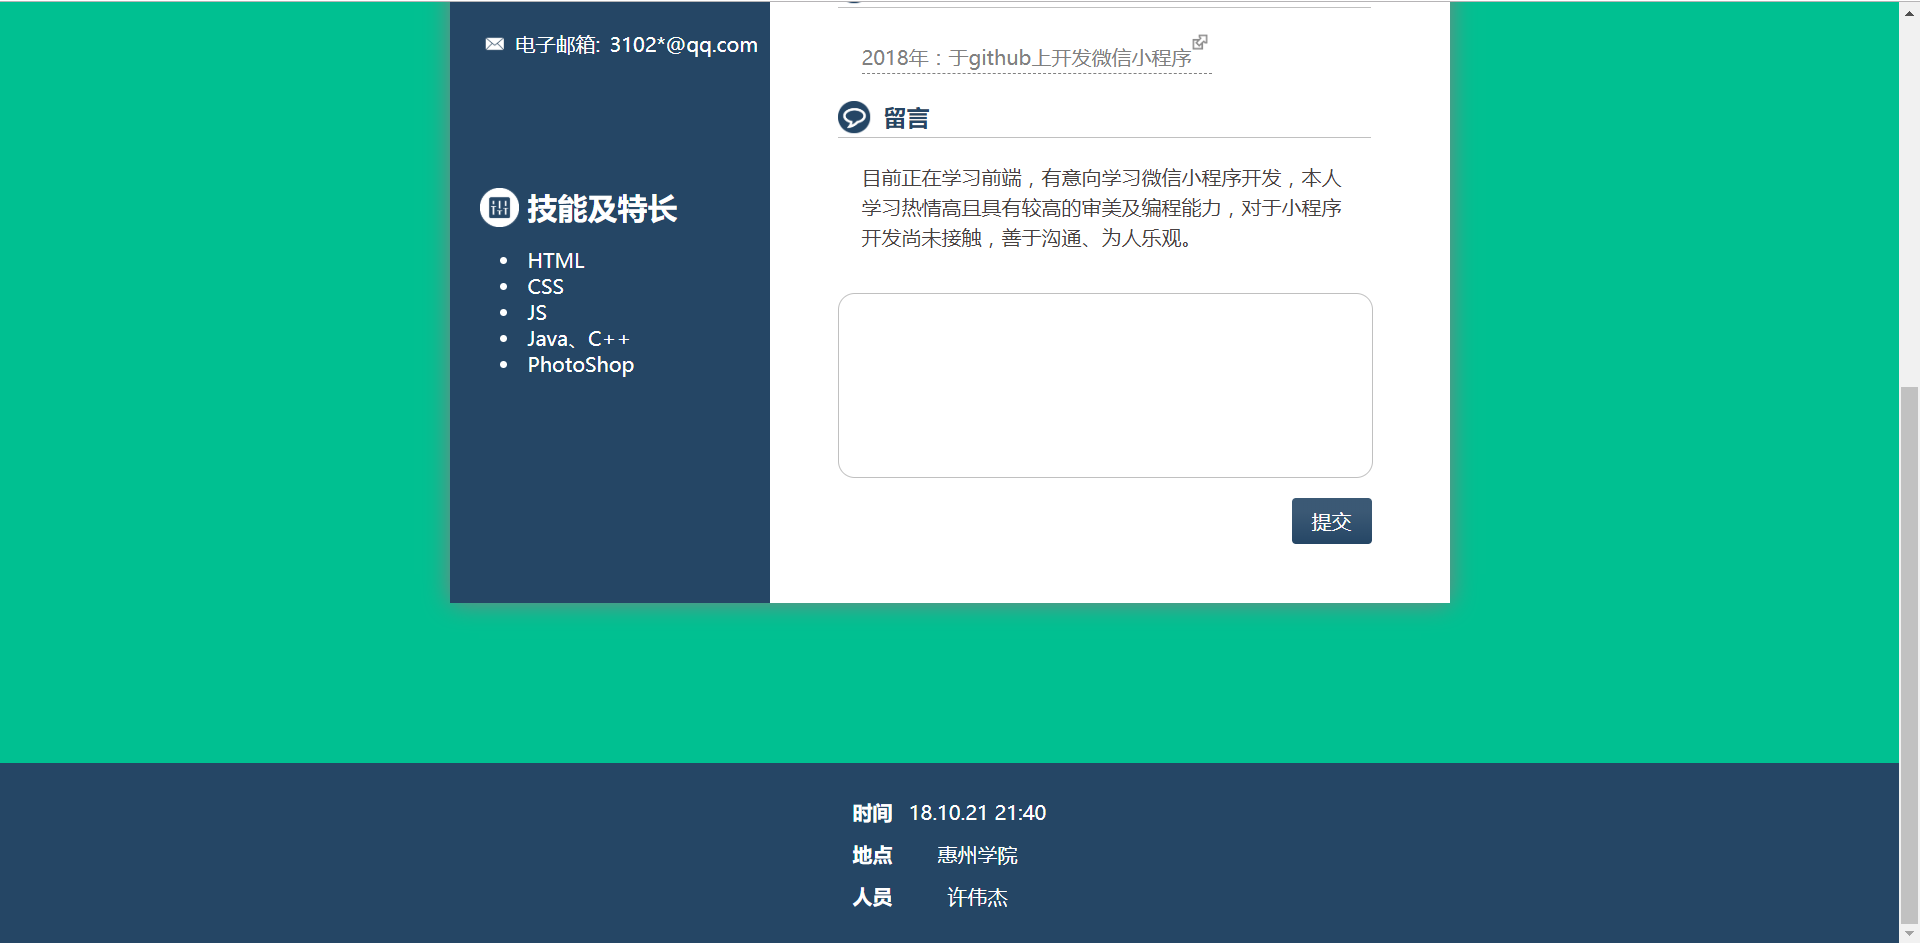 电子邮箱: 3102*@qq.com
技能及特长
HTML
CSS
JS
Java、C++
PhotoShop
2018年：于github上开发微信小程序
留言
目前正在学习前端，有意向学习微信小程序开发，本人
学习热情高且具有较高的审美及编程能力，对于小程序
开发尚未接触，善于沟通、为人乐观。
提交
时间 18.10.21 21:40
地点 惠州学院
人员 许伟杰